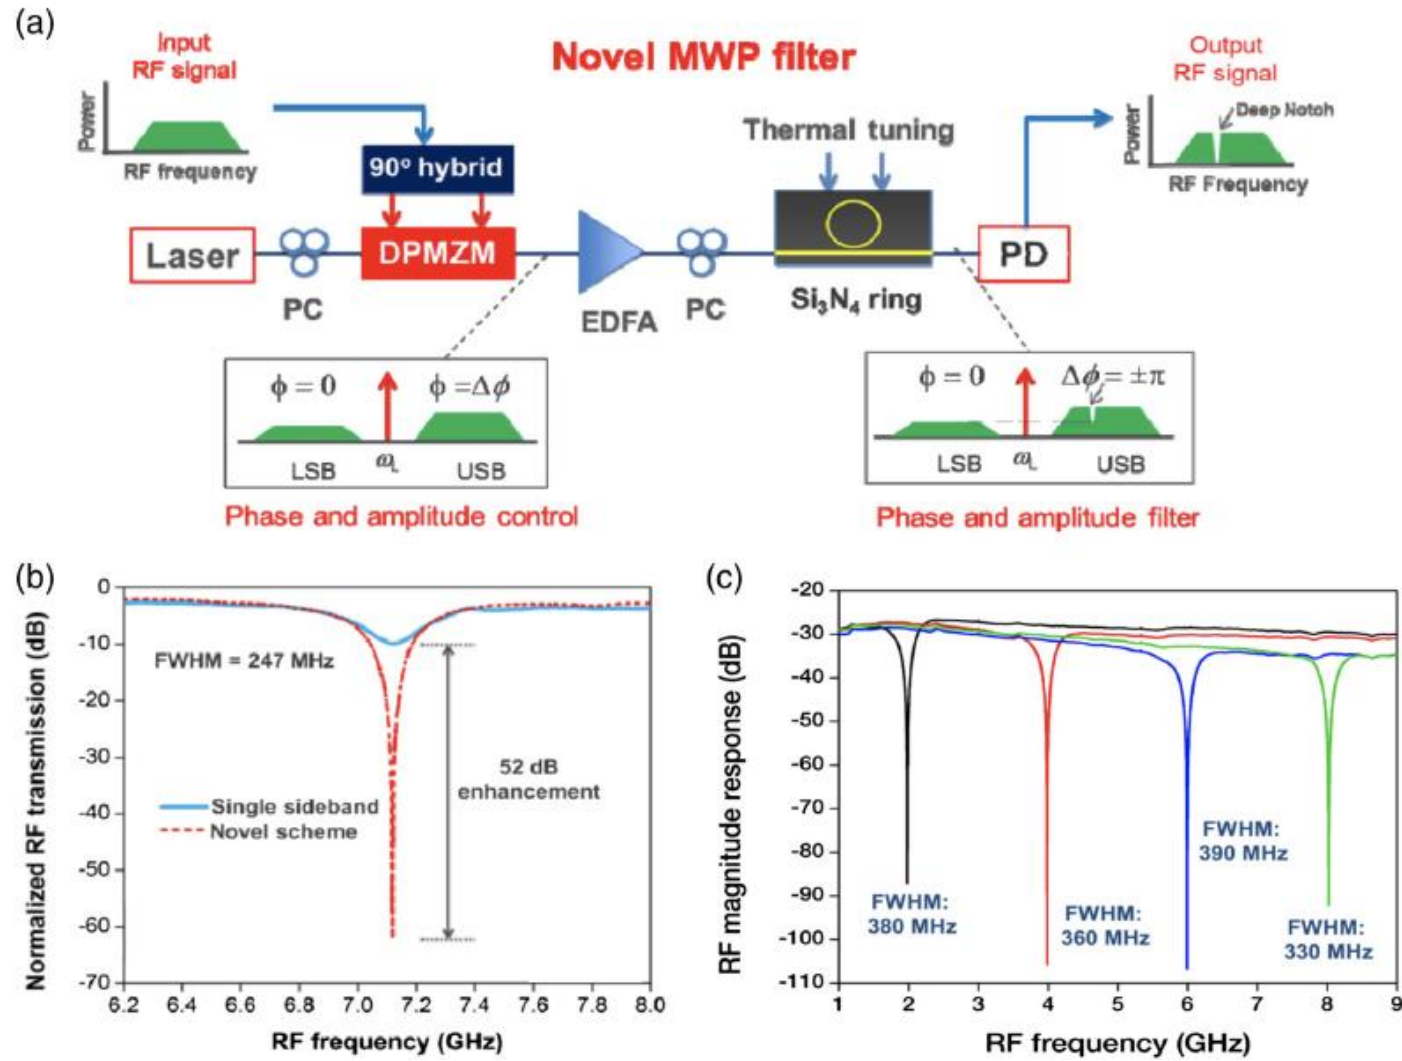 (a)
Input
RF signal
Novel MWP filter
Output
RF signal
Power
RF frequency
90° hybrid
Thermal tuning
Power
Deep Notch
RF Frequency
Laser
PC
DPMZM
EDFA
PC
Si₃N₄ ring
PD
ϕ = 0
ϕ = Δϕ
LSB
ω_L
USB
Phase and amplitude control
ϕ = 0
Δϕ = ±π
LSB
ω_L
USB
Phase and amplitude filter
(b)
Normalized RF transmission (dB)
0
-10
-20
-30
-40
-50
-60
-70
FWHM = 247 MHz
52 dB
enhancement
Single sideband
Novel scheme
6.2
6.4
6.6
6.8
7.0
7.2
7.4
7.6
7.8
8.0
RF frequency (GHz)
(c)
RF magnitude response (dB)
-20
-30
-40
-50
-60
-70
-80
-90
-100
-110
FWHM:
380 MHz
FWHM:
360 MHz
FWHM:
390 MHz
FWHM:
330 MHz
1
2
3
4
5
6
7
8
9
RF frequency (GHz)